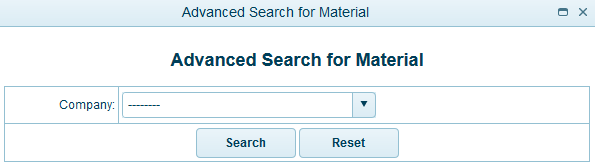 Advanced Search for Material
Advanced Search for Material
Company: --------
Search Reset